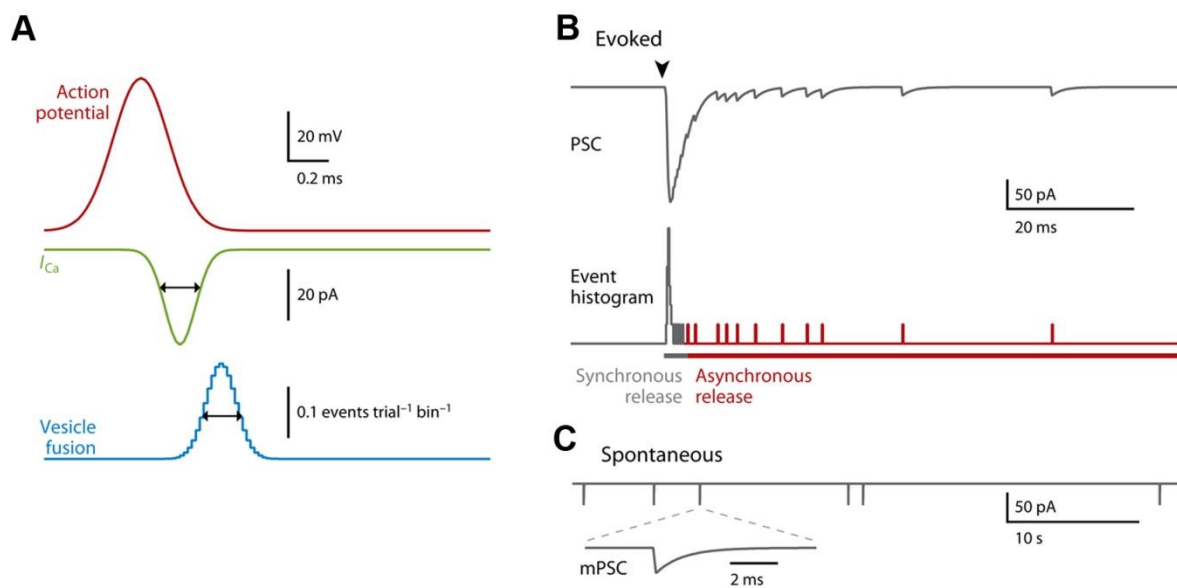 A
Action
potential
20 mV
0.2 ms
I_Ca
20 pA
Vesicle
fusion
0.1 events trial⁻¹ bin⁻¹
B
Evoked
PSC
50 pA
20 ms
Event
histogram
Synchronous
release
Asynchronous
release
C
Spontaneous
50 pA
10 s
mPSC
2 ms